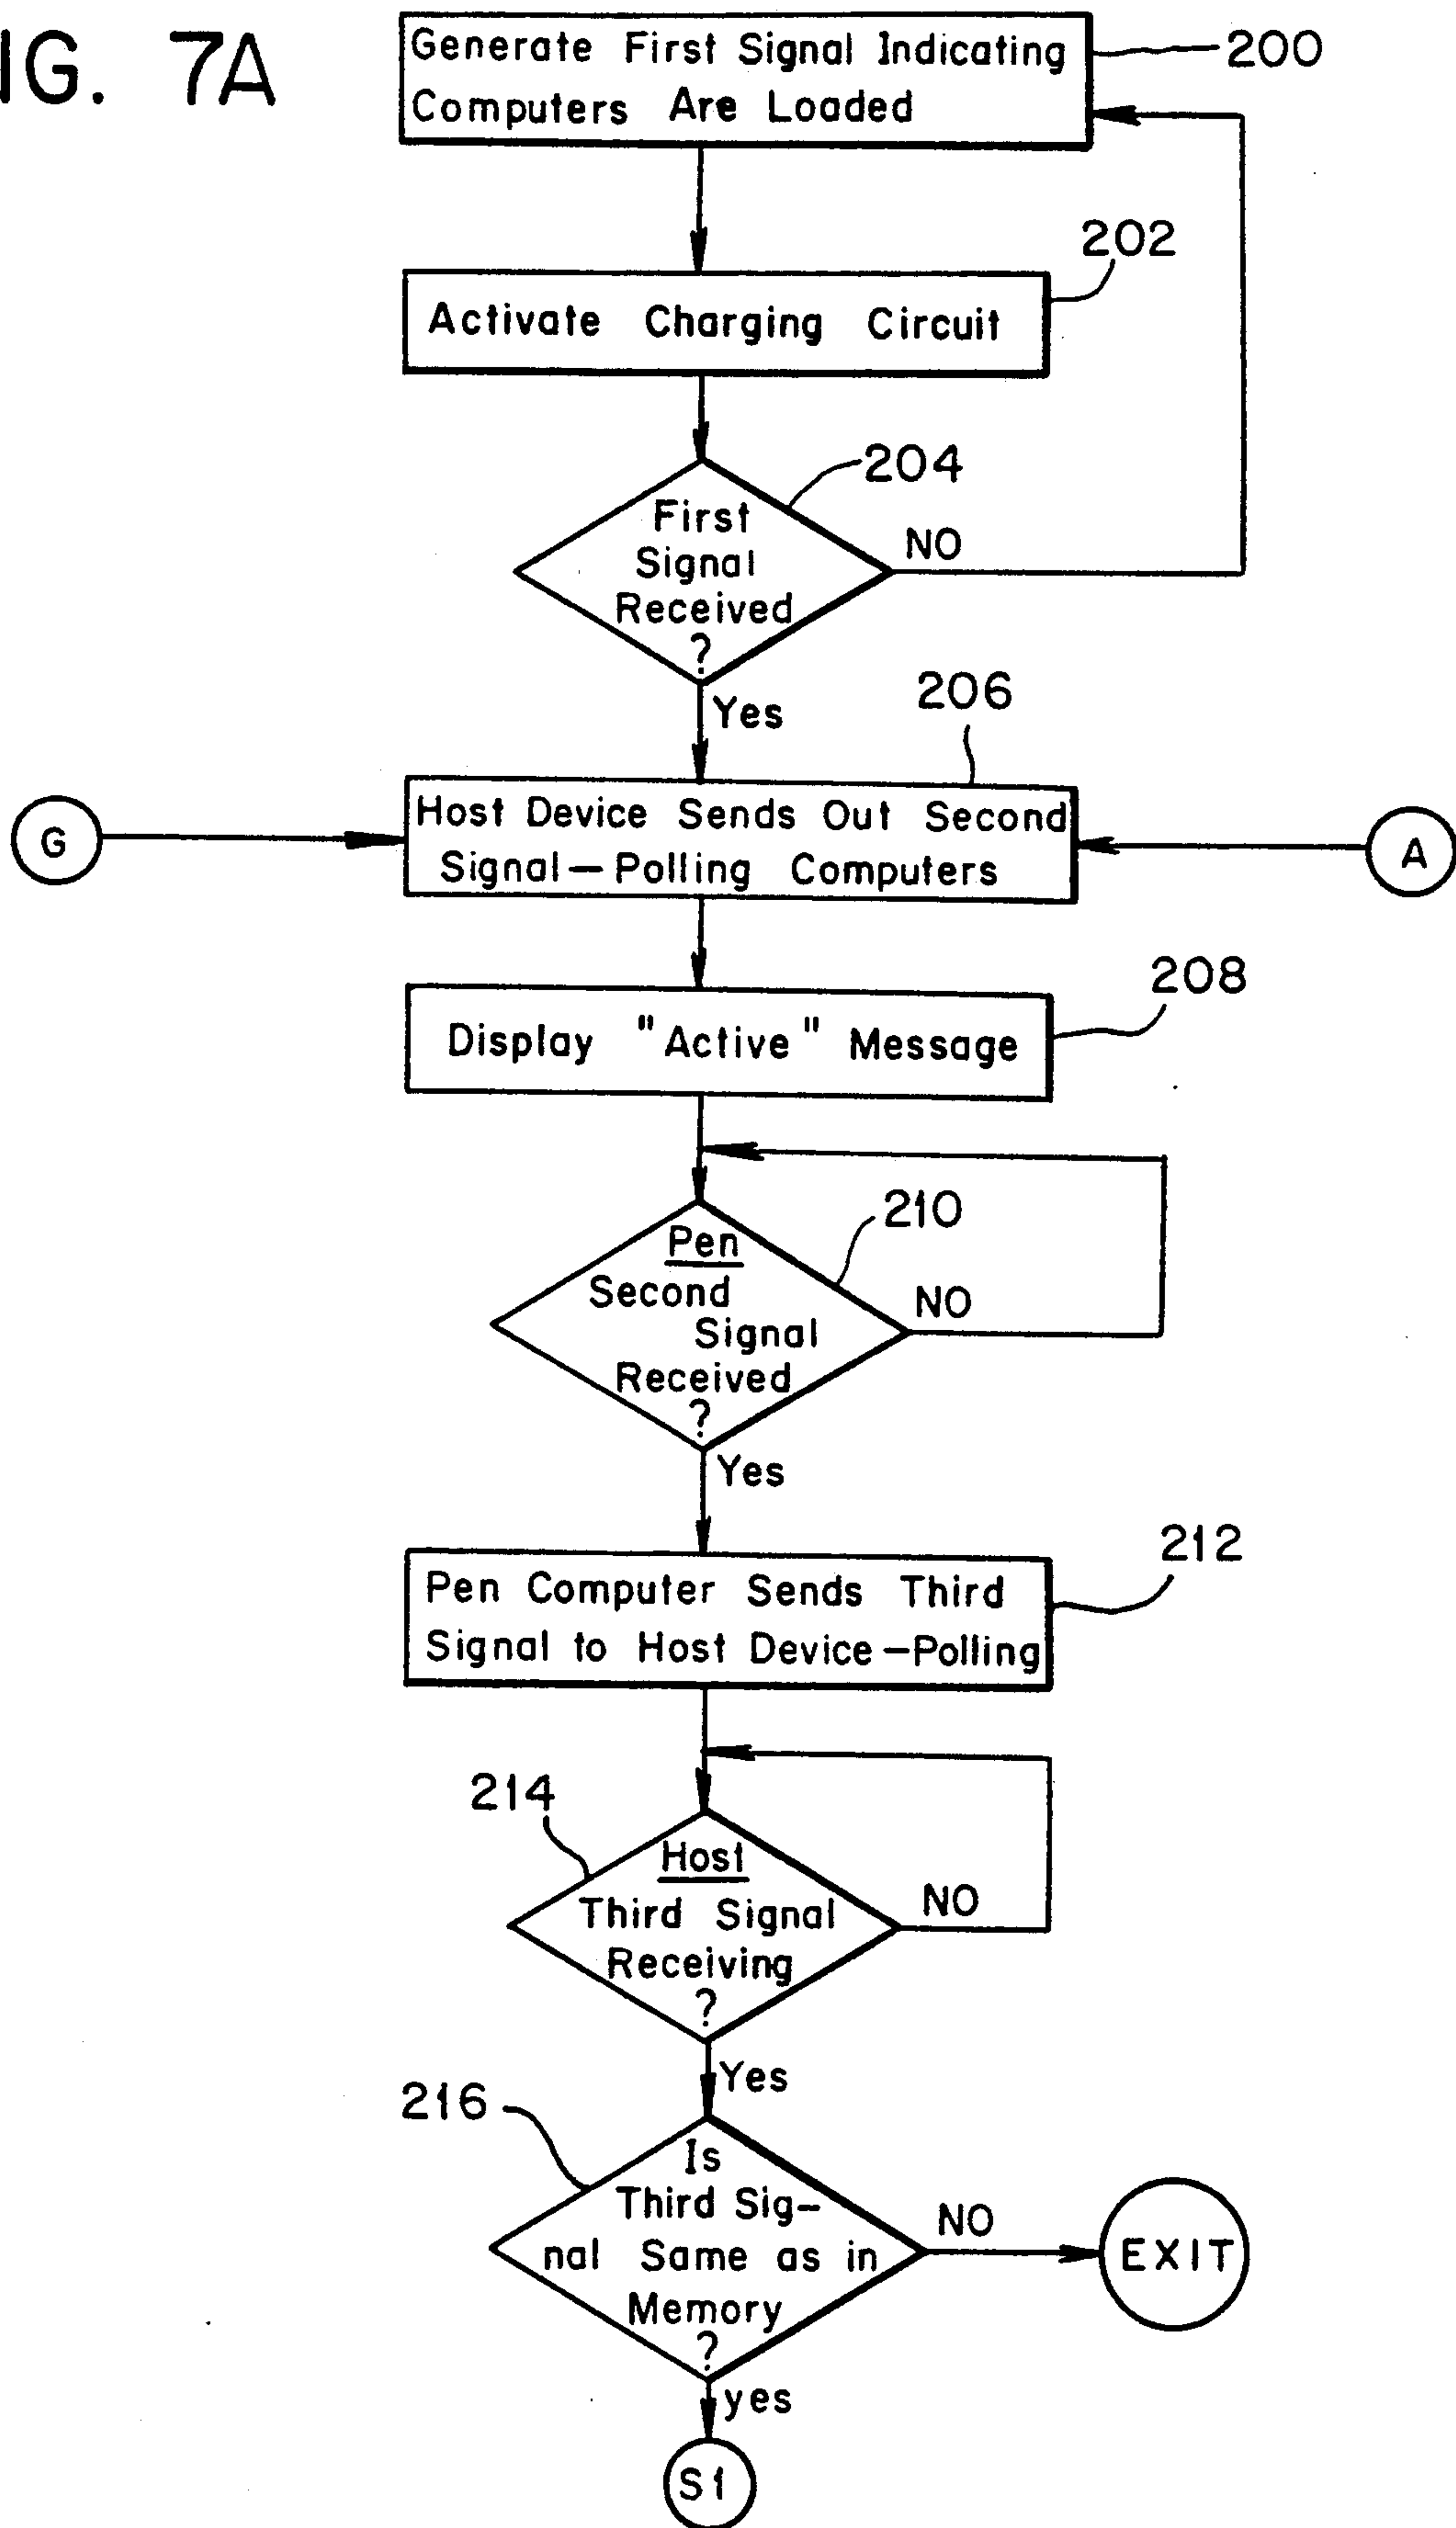 IG. 7A
Generate First Signal Indicating
Computers Are Loaded
200
202
Activate Charging Circuit
204
First
Signal
Received
?
NO
Yes
206
G
Host Device Sends Out Second
Signal—Polling Computers
A
208
Display "Active" Message
210
Pen
Second
Signal
Received
?
NO
Yes
212
Pen Computer Sends Third
Signal to Host Device—Polling
214
Host
Third Signal
Receiving
?
NO
Yes
216
Is
Third Sig-
nal Same as in
Memory
?
NO
EXIT
yes
S1